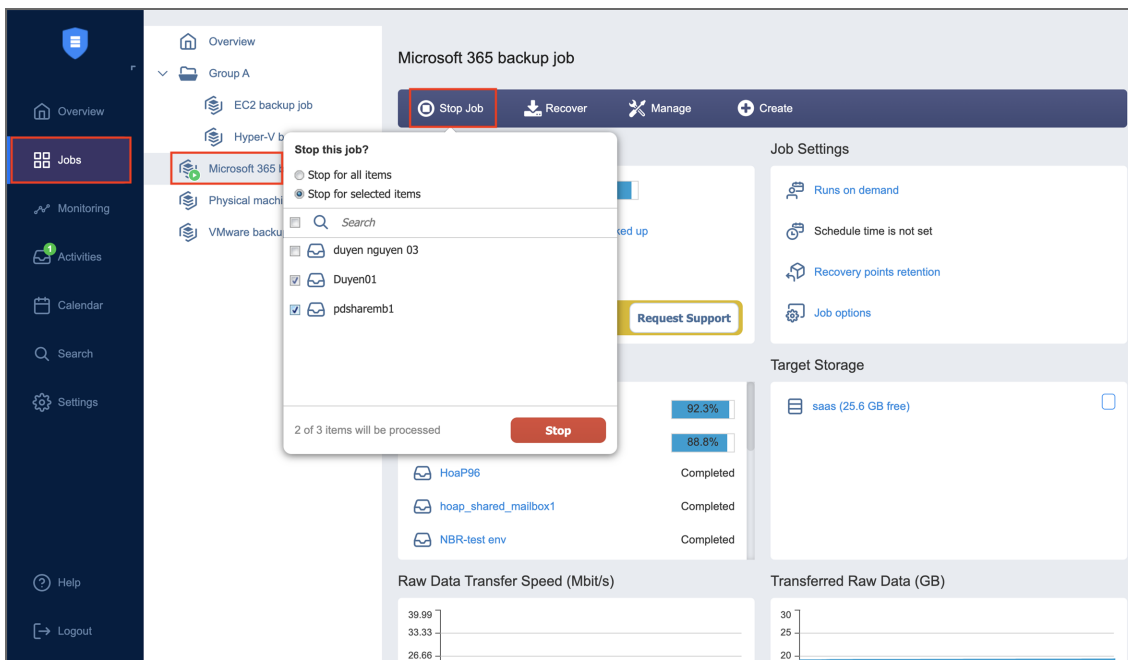 Overview
Jobs
Monitoring
1
Activities
Calendar
Search
Settings
Help
Logout
Overview
Group A
EC2 backup job
Hyper-V b
Microsoft 365 b
Physical machi
VMware backu
Microsoft 365 backup job
Stop Job
Recover
Manage
Create
Stop this job?
Stop for all items
Stop for selected items
Search
duyen nguyen 03
Duyen01
pdsharemb1
2 of 3 items will be processed
Stop
ked up
Request Support
92.3%
88.8%
HoaP96
Completed
hoap_shared_mailbox1
Completed
NBR-test env
Completed
Job Settings
Runs on demand
Schedule time is not set
Recovery points retention
Job options
Target Storage
saas (25.6 GB free)
Raw Data Transfer Speed (Mbit/s)
39.99
33.33
26.66
Transferred Raw Data (GB)
30
25
20